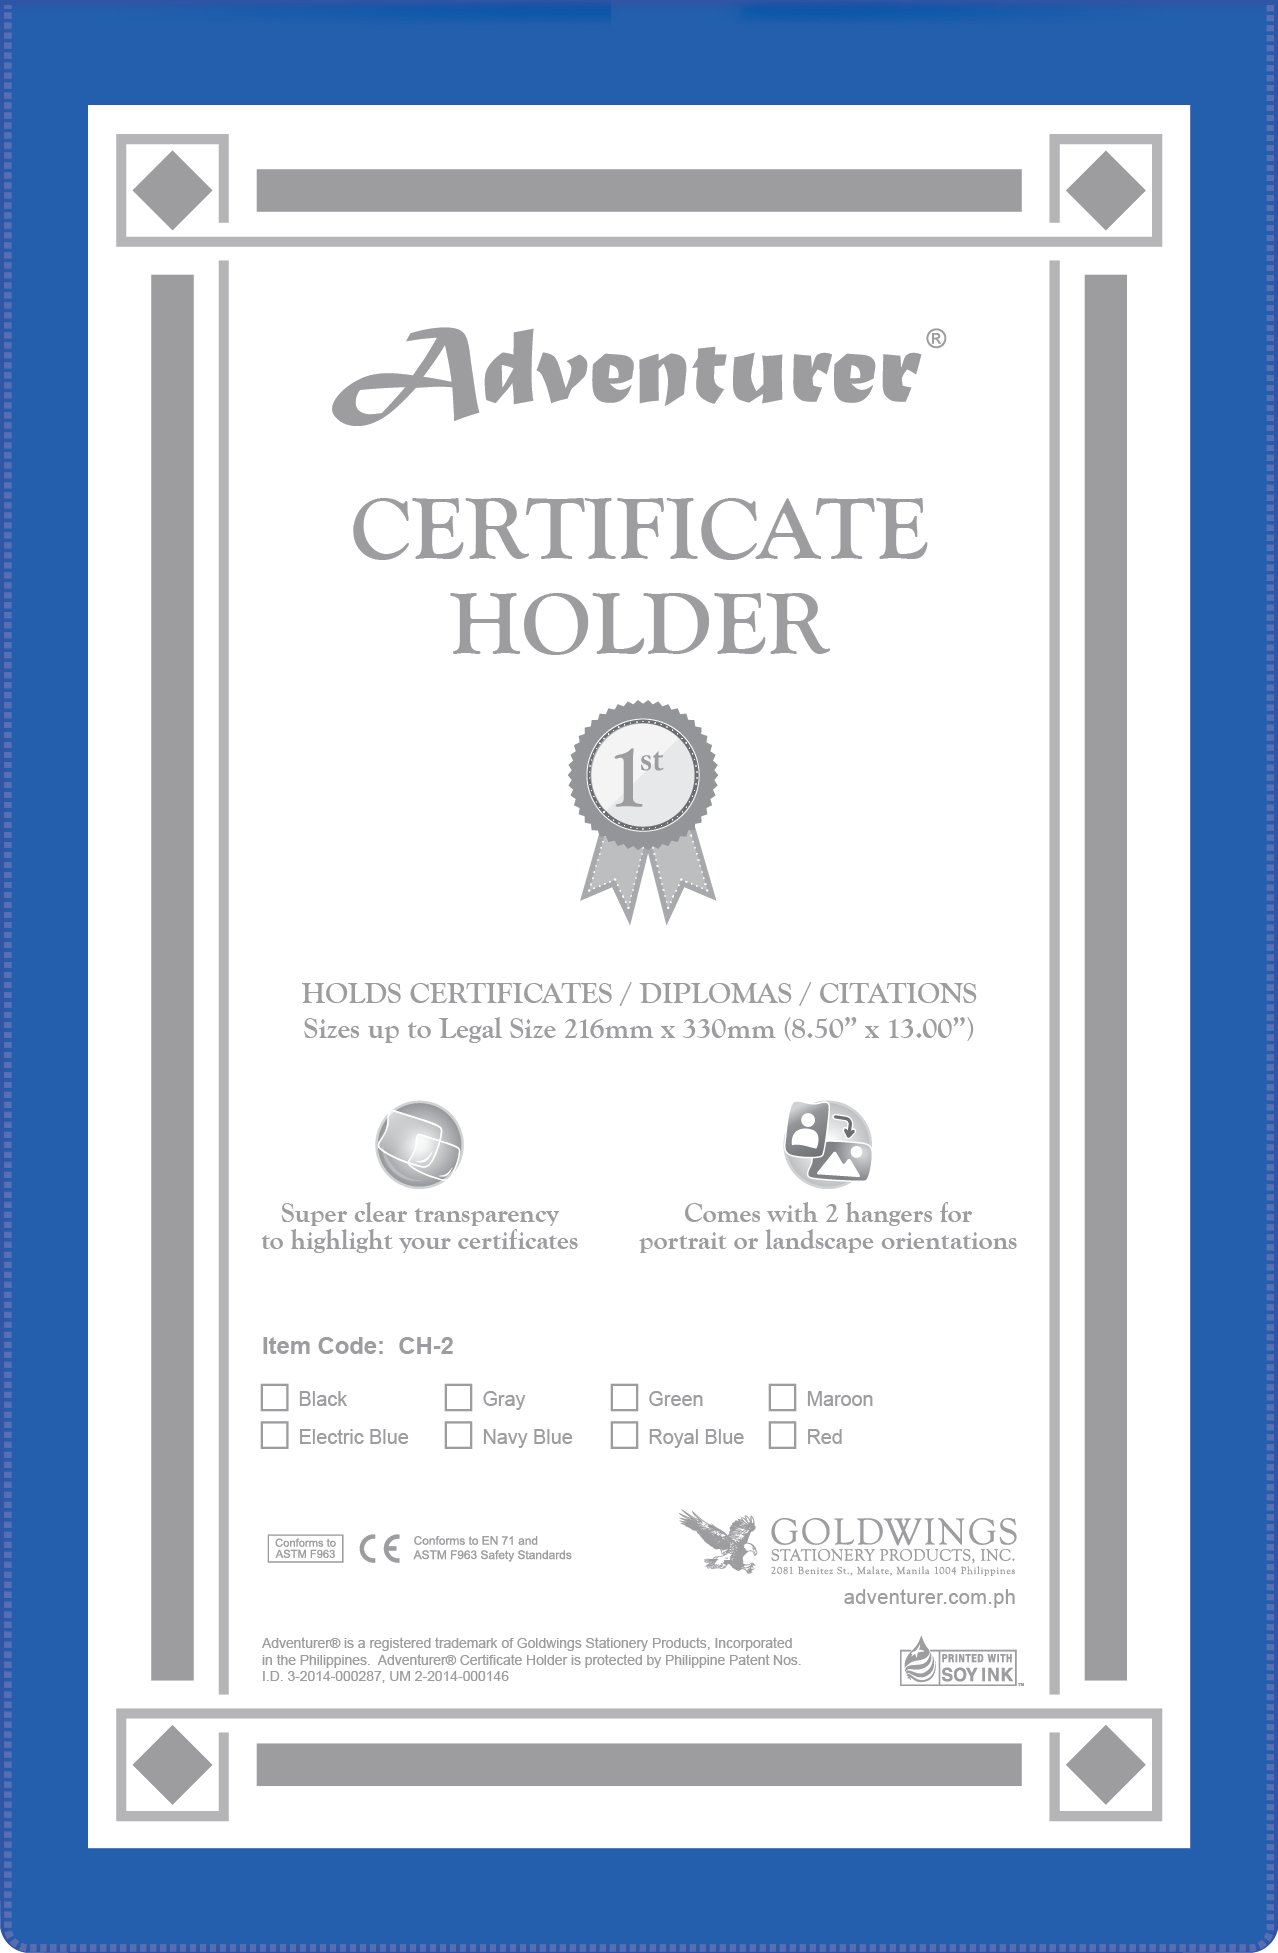 Adventurer®
CERTIFICATE
HOLDER
1st
HOLDS CERTIFICATES / DIPLOMAS / CITATIONS
Sizes up to Legal Size 216mm x 330mm (8.50” x 13.00”)
Super clear transparency
to highlight your certificates
Comes with 2 hangers for
portrait or landscape orientations
Item Code: CH-2
Black Gray Green Maroon
Electric Blue Navy Blue Royal Blue Red
Conforms to
ASTM F963
CE
Conforms to EN 71 and
ASTM F963 Safety Standards
GOLDWINGS
STATIONERY PRODUCTS, INC.
2081 Benitez St., Malate, Manila 1004 Philippines
adventurer.com.ph
Adventurer® is a registered trademark of Goldwings Stationery Products, Incorporated
in the Philippines. Adventurer® Certificate Holder is protected by Philippine Patent Nos.
I.D. 3-2014-000287, UM 2-2014-000146
PRINTED WITH
SOY INK™